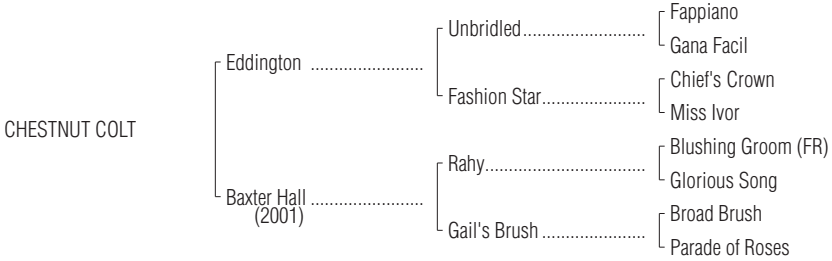 Fappiano
Unbridled..........................
Gana Facil
Eddington ........................
Chief's Crown
Fashion Star......................
Miss Ivor
CHESTNUT COLT
Blushing Groom (FR)
Rahy..................................
Glorious Song
Baxter Hall ........................
(2001)
Broad Brush
Gail's Brush ......................
Parade of Roses